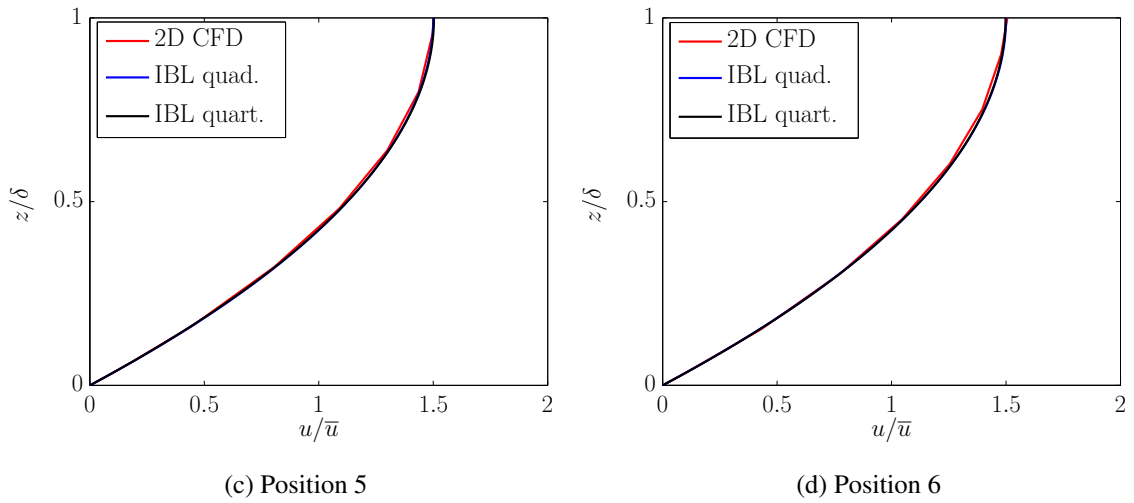 1
2D CFD
IBL quad.
IBL quart.
z/δ
0.5
0
0
0.5
1
1.5
2
u/u̅
(c) Position 5
1
2D CFD
IBL quad.
IBL quart.
z/δ
0.5
0
0
0.5
1
1.5
2
u/u̅
(d) Position 6